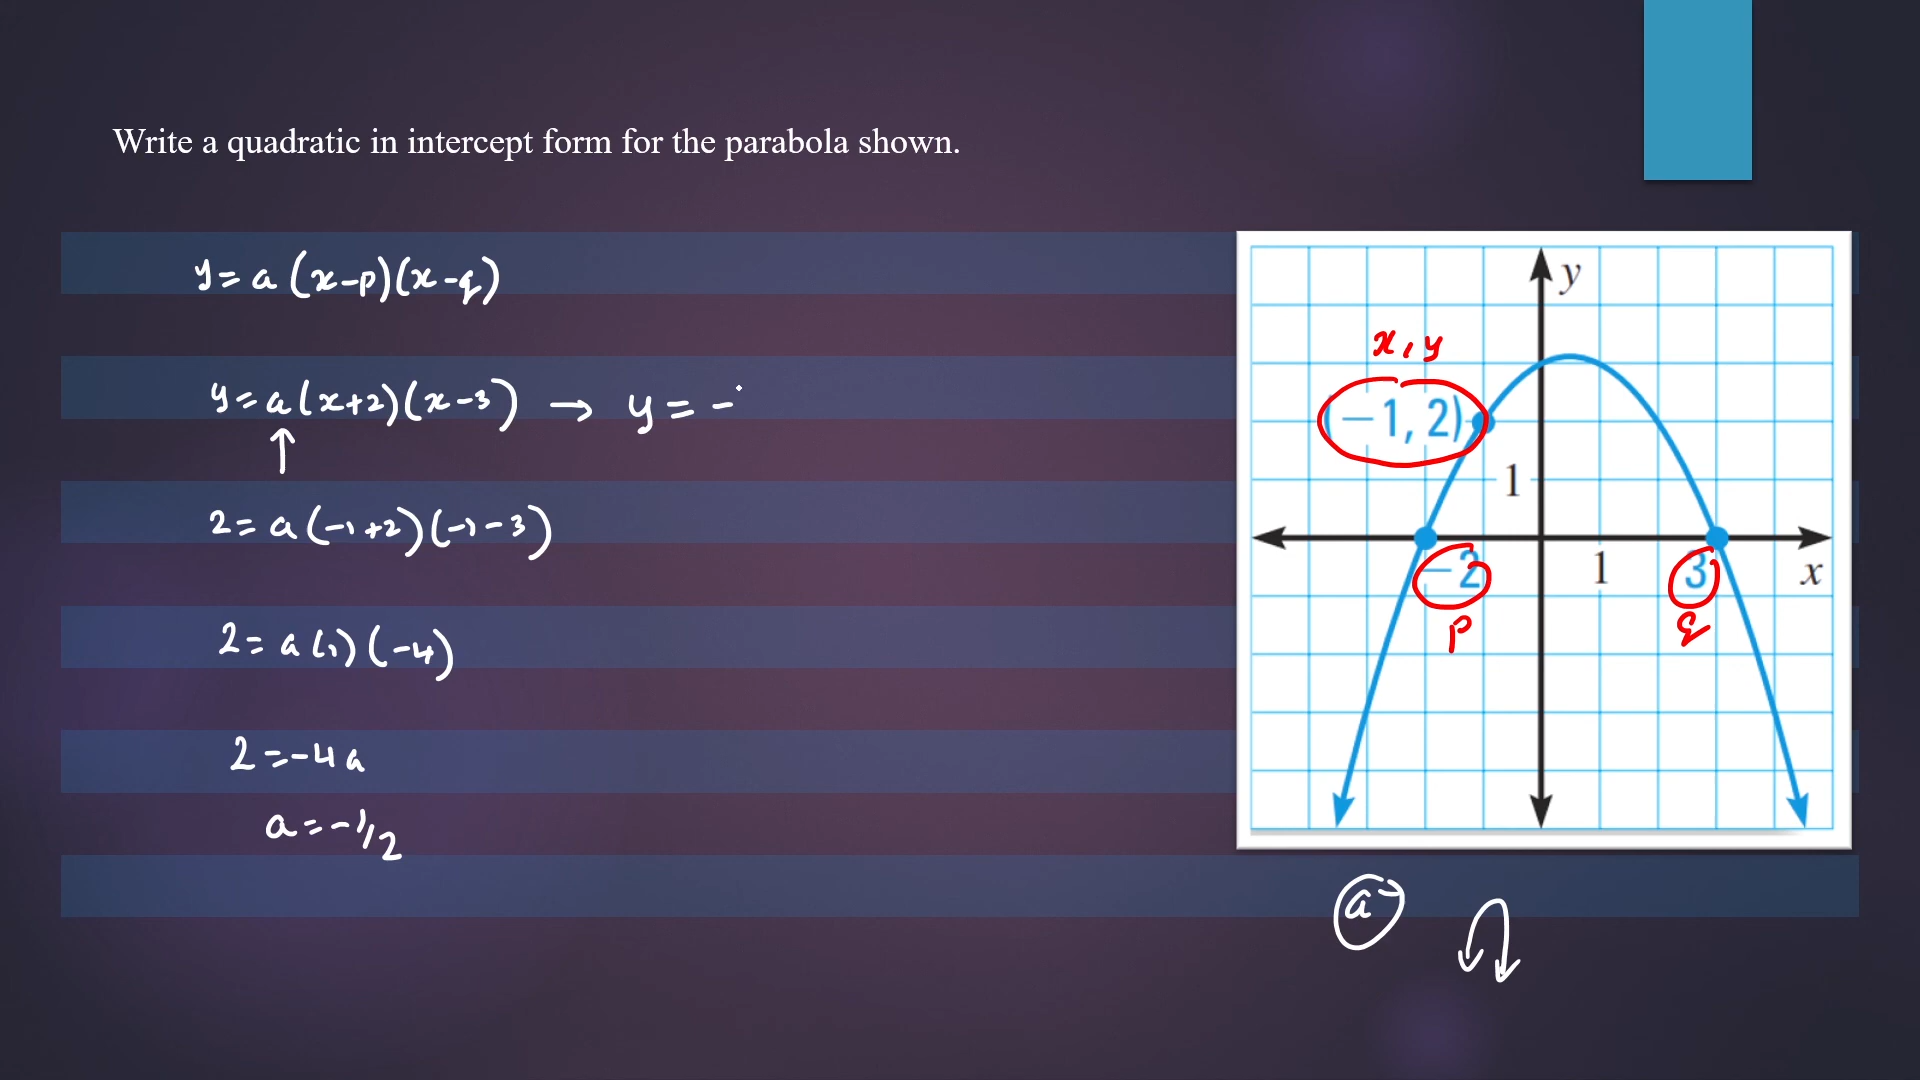 Write a quadratic in intercept form for the parabola shown.
y = a (x-p)(x-q)
y = a(x+2)(x-3) → y = -
↑
2 = a(-1+2)(-1-3)
2 = a(1)(-4)
2 = -4a
a = -1/2
y
x, y
(−1, 2)
1
−2
1
3
x
p
q
a